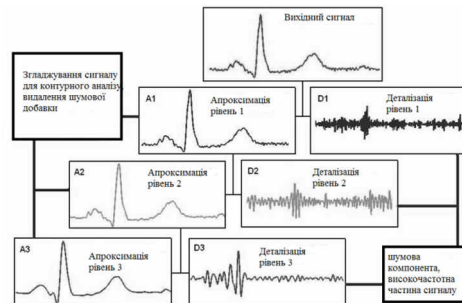 Вихідний сигнал
Згладжування сигналу
для контурного аналізу,
видалення шумової
добавки
A1
Апроксимація
рівень 1
D1
Деталізація
рівень 1
A2
Апроксимація
рівень 2
D2
Деталізація
рівень 2
A3
Апроксимація
рівень 3
D3
Деталізація
рівень 3
шумова
компонента,
високочастотна
частина сигналу